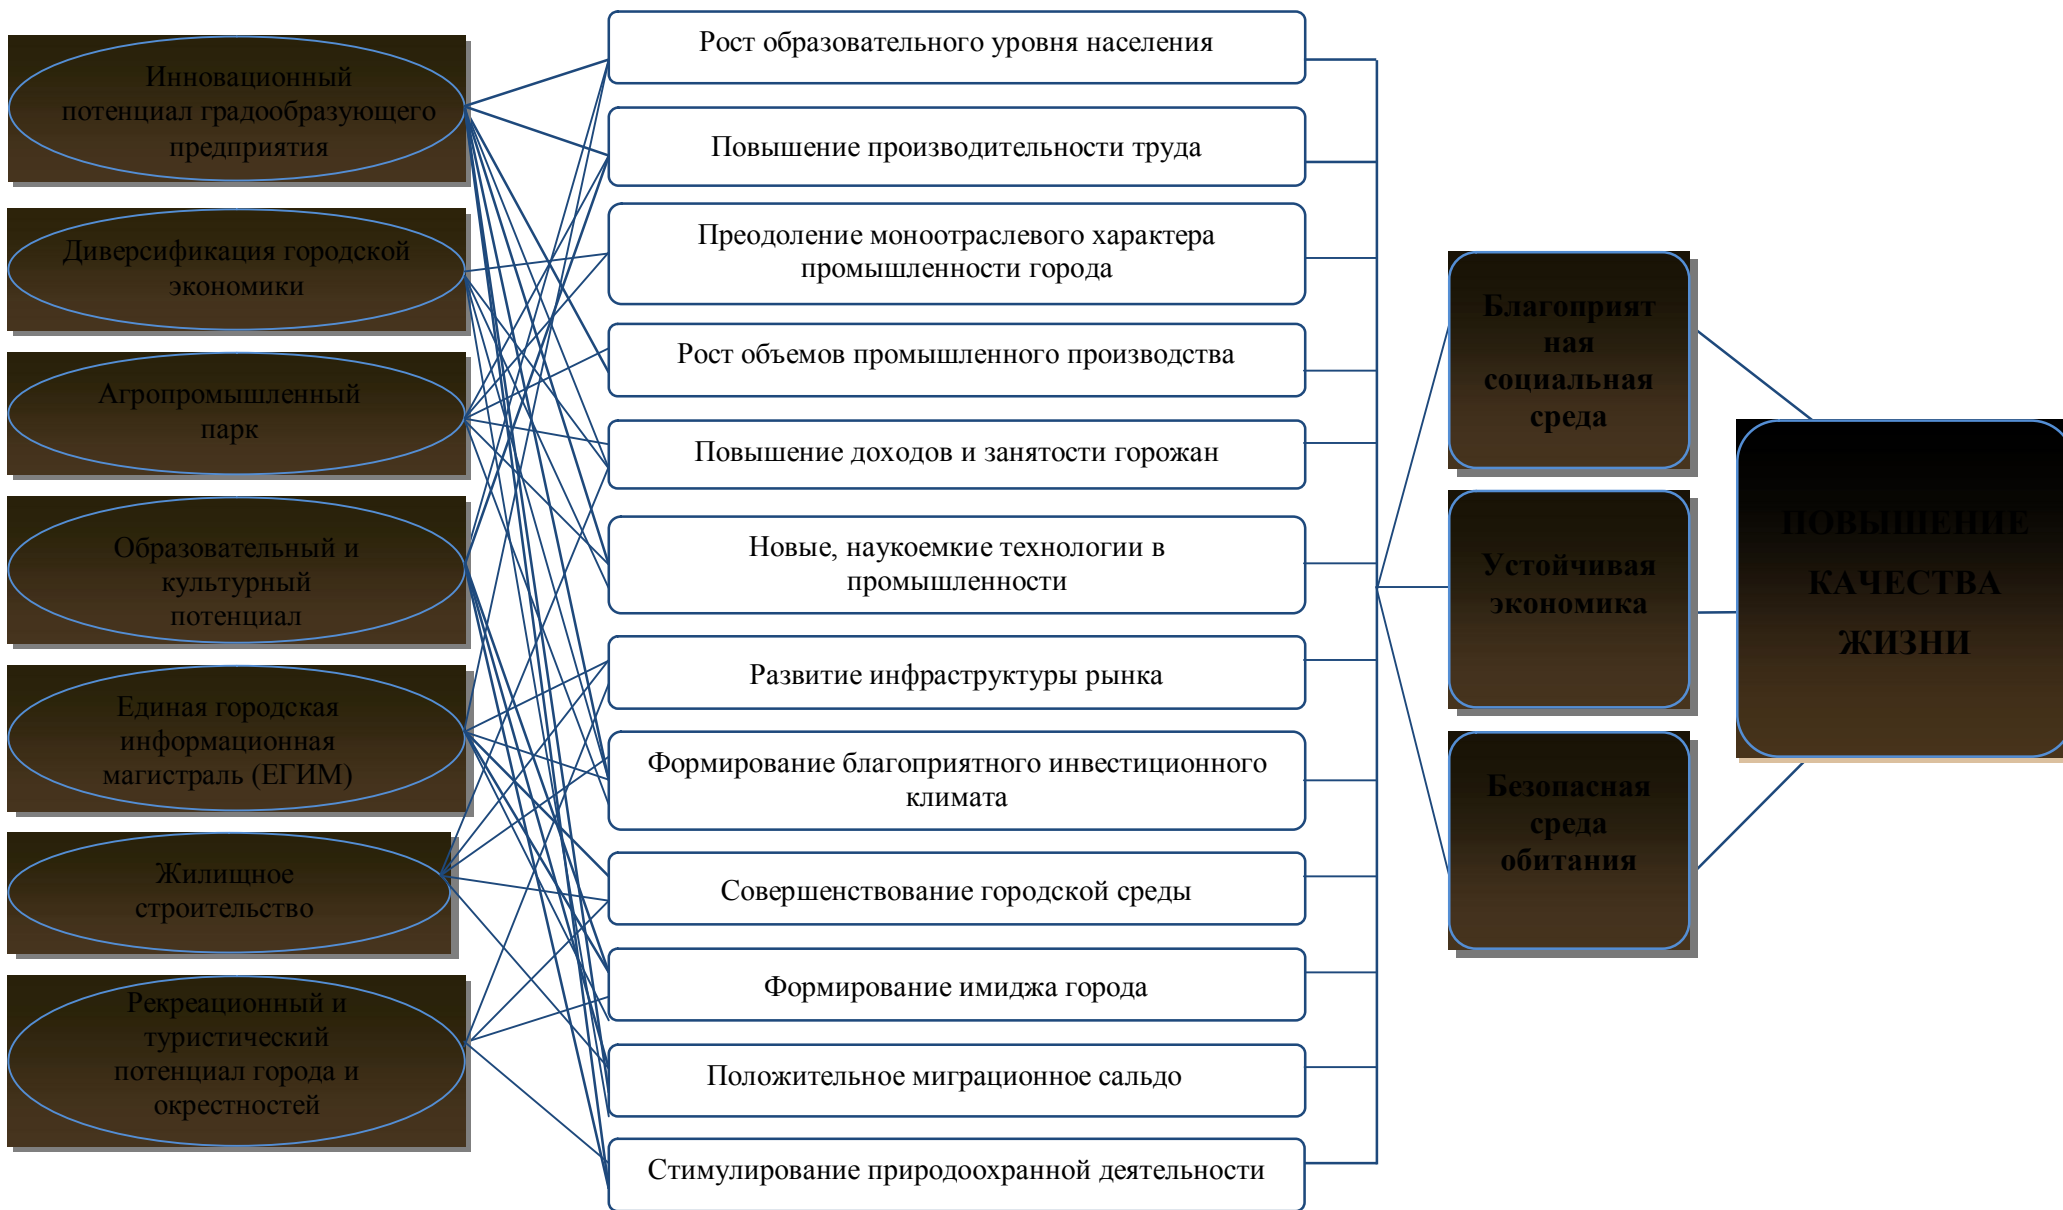 Инновационный
потенциал градообразующего
предприятия
Диверсификация городской
экономики
Агропромышленный
парк
Образовательный и
культурный
потенциал
Единая городская
информационная
магистраль (ЕГИМ)
Жилищное
строительство
Рекреационный и
туристический
потенциал города и
окрестностей
Рост образовательного уровня населения
Повышение производительности труда
Преодоление моноотраслевого характера
промышленности города
Рост объемов промышленного производства
Повышение доходов и занятости горожан
Новые, наукоемкие технологии в
промышленности
Развитие инфраструктуры рынка
Формирование благоприятного инвестиционного
климата
Совершенствование городской среды
Формирование имиджа города
Положительное миграционное сальдо
Стимулирование природоохранной деятельности
Благоприят
ная
социальная
среда
Устойчивая
экономика
Безопасная
среда
обитания
ПОВЫШЕНИЕ
КАЧЕСТВА
ЖИЗНИ